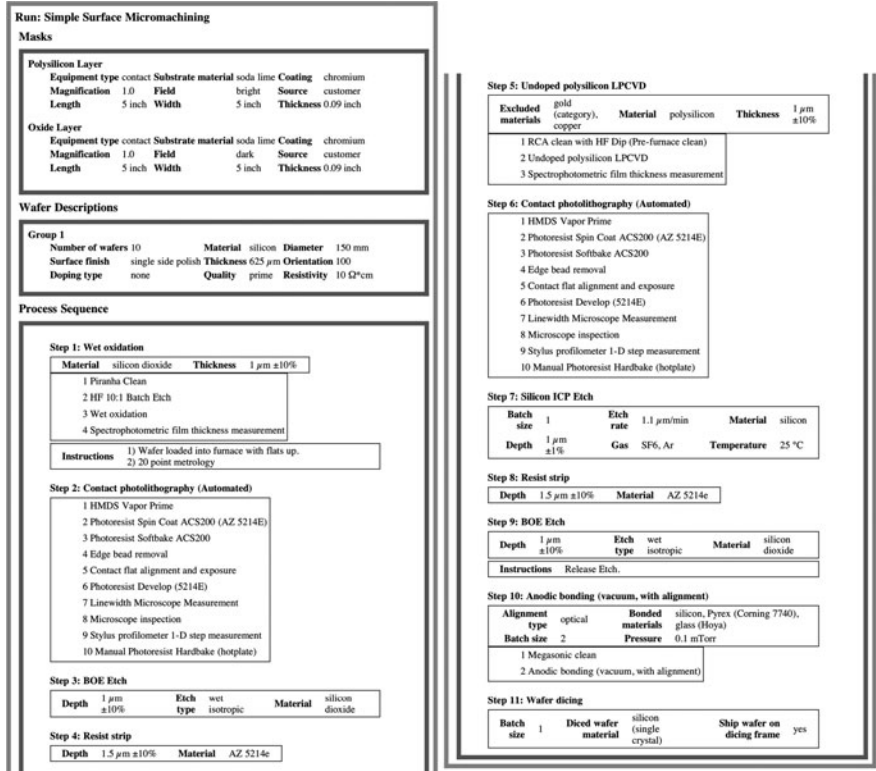 Run: Simple Surface Micromachining
Masks
Polysilicon Layer
Equipment type contact Substrate material soda lime Coating chromium
Magnification 1.0 Field bright Source customer
Length 5 inch Width 5 inch Thickness 0.09 inch
Oxide Layer
Equipment type contact Substrate material soda lime Coating chromium
Magnification 1.0 Field dark Source customer
Length 5 inch Width 5 inch Thickness 0.09 inch
Wafer Descriptions
Group 1
Number of wafers 10 Material silicon Diameter 150 mm
Surface finish single side polish Thickness 625 µm Orientation 100
Doping type none Quality prime Resistivity 10 Ω*cm
Process Sequence
Step 1: Wet oxidation
Material silicon dioxide Thickness 1 µm ±10%
1 Piranha Clean
2 HF 10:1 Batch Etch
3 Wet oxidation
4 Spectrophotometric film thickness measurement
Instructions 1) Wafer loaded into furnace with flats up.
2) 20 point metrology
Step 2: Contact photolithography (Automated)
1 HMDS Vapor Prime
2 Photoresist Spin Coat ACS200 (AZ 5214E)
3 Photoresist Softbake ACS200
4 Edge bead removal
5 Contact flat alignment and exposure
6 Photoresist Develop (5214E)
7 Linewidth Microscope Measurement
8 Microscope inspection
9 Stylus profilometer 1-D step measurement
10 Manual Photoresist Hardbake (hotplate)
Step 3: BOE Etch
Depth 1 µm ±10% Etch type wet isotropic Material silicon dioxide
Step 4: Resist strip
Depth 1.5 µm ±10% Material AZ 5214e
Step 5: Undoped polysilicon LPCVD
Excluded materials gold (category), copper Material polysilicon Thickness 1 µm ±10%
1 RCA clean with HF Dip (Pre-furnace clean)
2 Undoped polysilicon LPCVD
3 Spectrophotometric film thickness measurement
Step 6: Contact photolithography (Automated)
1 HMDS Vapor Prime
2 Photoresist Spin Coat ACS200 (AZ 5214E)
3 Photoresist Softbake ACS200
4 Edge bead removal
5 Contact flat alignment and exposure
6 Photoresist Develop (5214E)
7 Linewidth Microscope Measurement
8 Microscope inspection
9 Stylus profilometer 1-D step measurement
10 Manual Photoresist Hardbake (hotplate)
Step 7: Silicon ICP Etch
Batch size 1 Etch rate 1.1 µm/min Material silicon
Depth 1 µm ±1% Gas SF6, Ar Temperature 25 °C
Step 8: Resist strip
Depth 1.5 µm ±10% Material AZ 5214e
Step 9: BOE Etch
Depth 1 µm ±10% Etch type wet isotropic Material silicon dioxide
Instructions Release Etch.
Step 10: Anodic bonding (vacuum, with alignment)
Alignment type optical Bonded materials silicon, Pyrex (Corning 7740), glass (Hoya)
Batch size 2 Pressure 0.1 mTorr
1 Megasonic clean
2 Anodic bonding (vacuum, with alignment)
Step 11: Wafer dicing
Batch size 1 Diced wafer material silicon (single crystal) Ship wafer on dicing frame yes